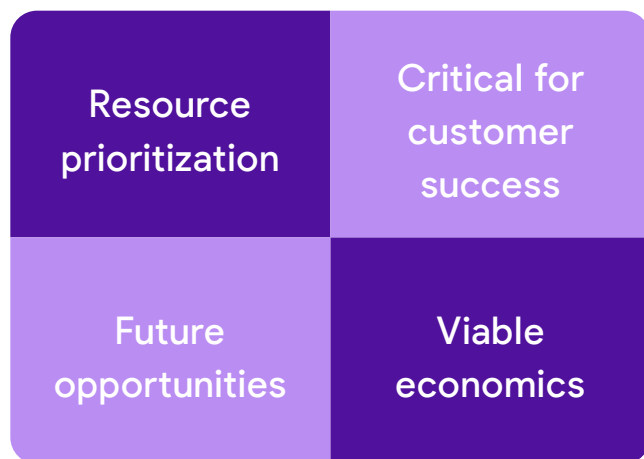 Resource
prioritization
Critical for
customer
success
Future
opportunities
Viable
economics